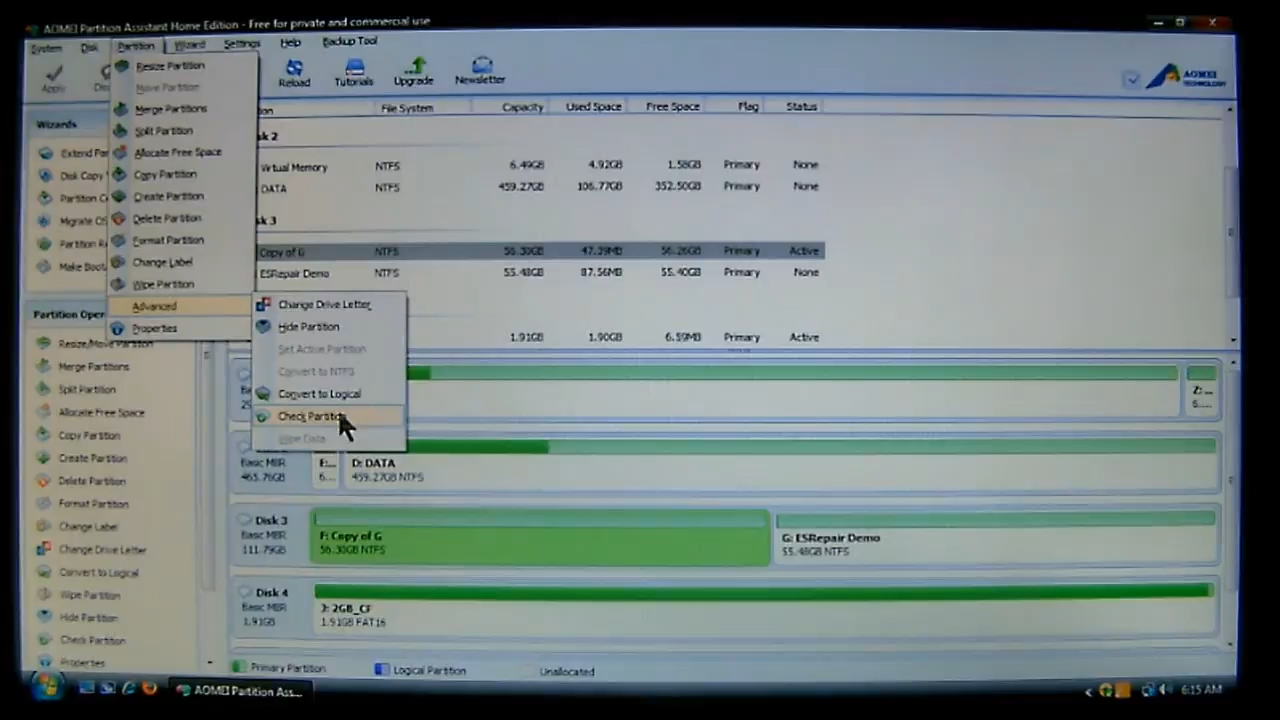 AOMEI Partition Assistant Home Edition - Free for private and commercial use
System Disk Partition Wizard Settings Help Backup Tool
Apply
Reload Tutorials Upgrade Newsletter
AOMEI
TECHNOLOGY
Resize Partition
Move Partition
Merge Partitions
Split Partition
Allocate Free Space
Copy Partition
Create Partition
Delete Partition
Format Partition
Change Label
Wipe Partition
Advanced
Properties
Change Drive Letter
Hide Partition
Set Active Partition
Convert to NTFS
Convert to Logical
Check Partition
Wipe Data
Wizards
Extend Par
Disk Copy
Partition C
Migrate OS
Partition Re
Make Boot
Partition Oper
Resize/Move Partition
Merge Partitions
Split Partition
Allocate Free Space
Copy Partition
Create Partition
Delete Partition
Format Partition
Change Label
Change Drive Letter
Convert to Logical
Wipe Partition
Hide Partition
Check Partition
Properties
ion File System Capacity Used Space Free Space Flag Status
sk 2
Virtual Memory NTFS 6.49GB 4.92GB 1.58GB Primary None
DATA NTFS 459.27GB 106.77GB 352.50GB Primary None
sk 3
Copy of G NTFS 56.30GB 47.39MB 56.26GB Primary Active
ESRepair Demo NTFS 55.48GB 87.56MB 55.40GB Primary None
1.91GB 1.90GB 6.59MB Primary Active
Z:...
6....
Basic MBR
465.76GB
E:...
6...
D: DATA
459.27GB NTFS
Disk 3
Basic MBR
111.79GB
F: Copy of G
56.30GB NTFS
G: ESRepair Demo
55.48GB NTFS
Disk 4
Basic MBR
1.91GB
J: 2GB_CF
1.91GB FAT16
Primary Partition Logical Partition Unallocated
AOMEI Partition Ass...
6:15 AM